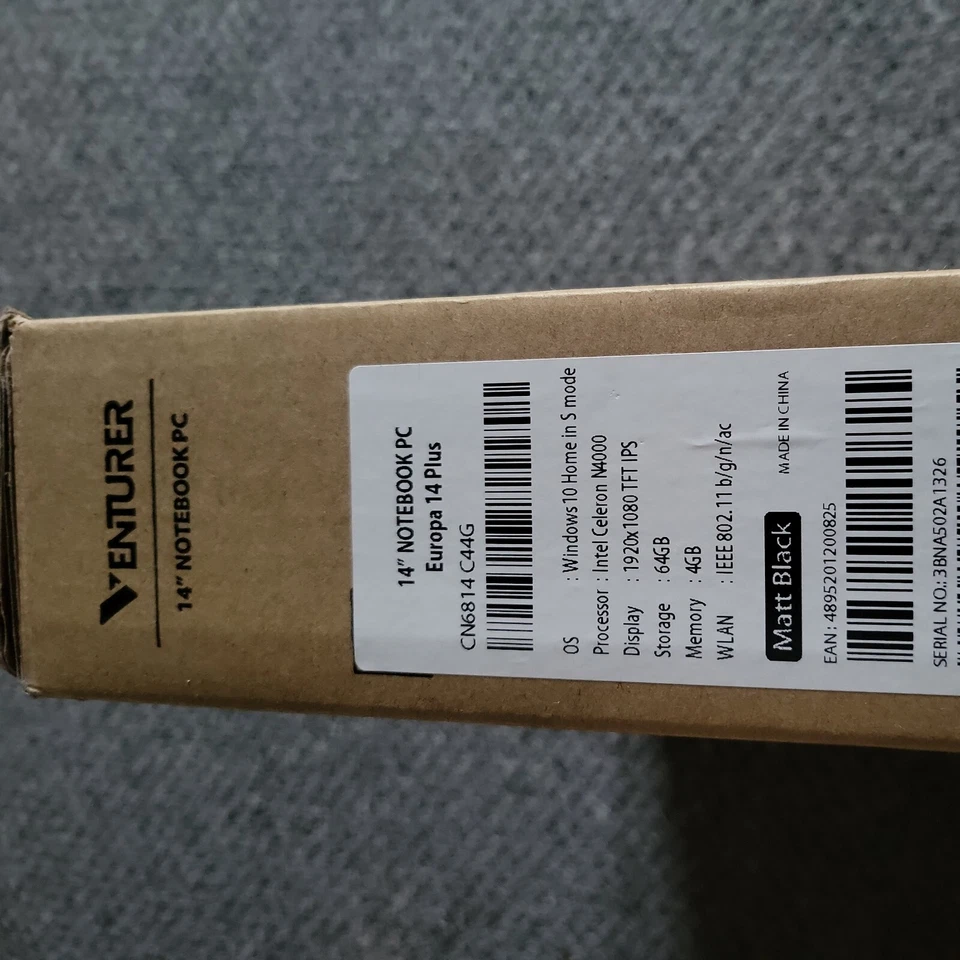 VENTURER
14" NOTEBOOK PC
14" NOTEBOOK PC
Europa 14 Plus
CN6814 C44G
OS : Windows 10 Home in S mode
Processor : Intel Celeron N4000
Display : 1920x1080 TFT IPS
Storage : 64GB
Memory : 4GB
WLAN : IEEE 802.11 b/g/n/ac
Matt Black MADE IN CHINA
EAN : 4895201200825
SERIAL NO.: 3BNA502A1326